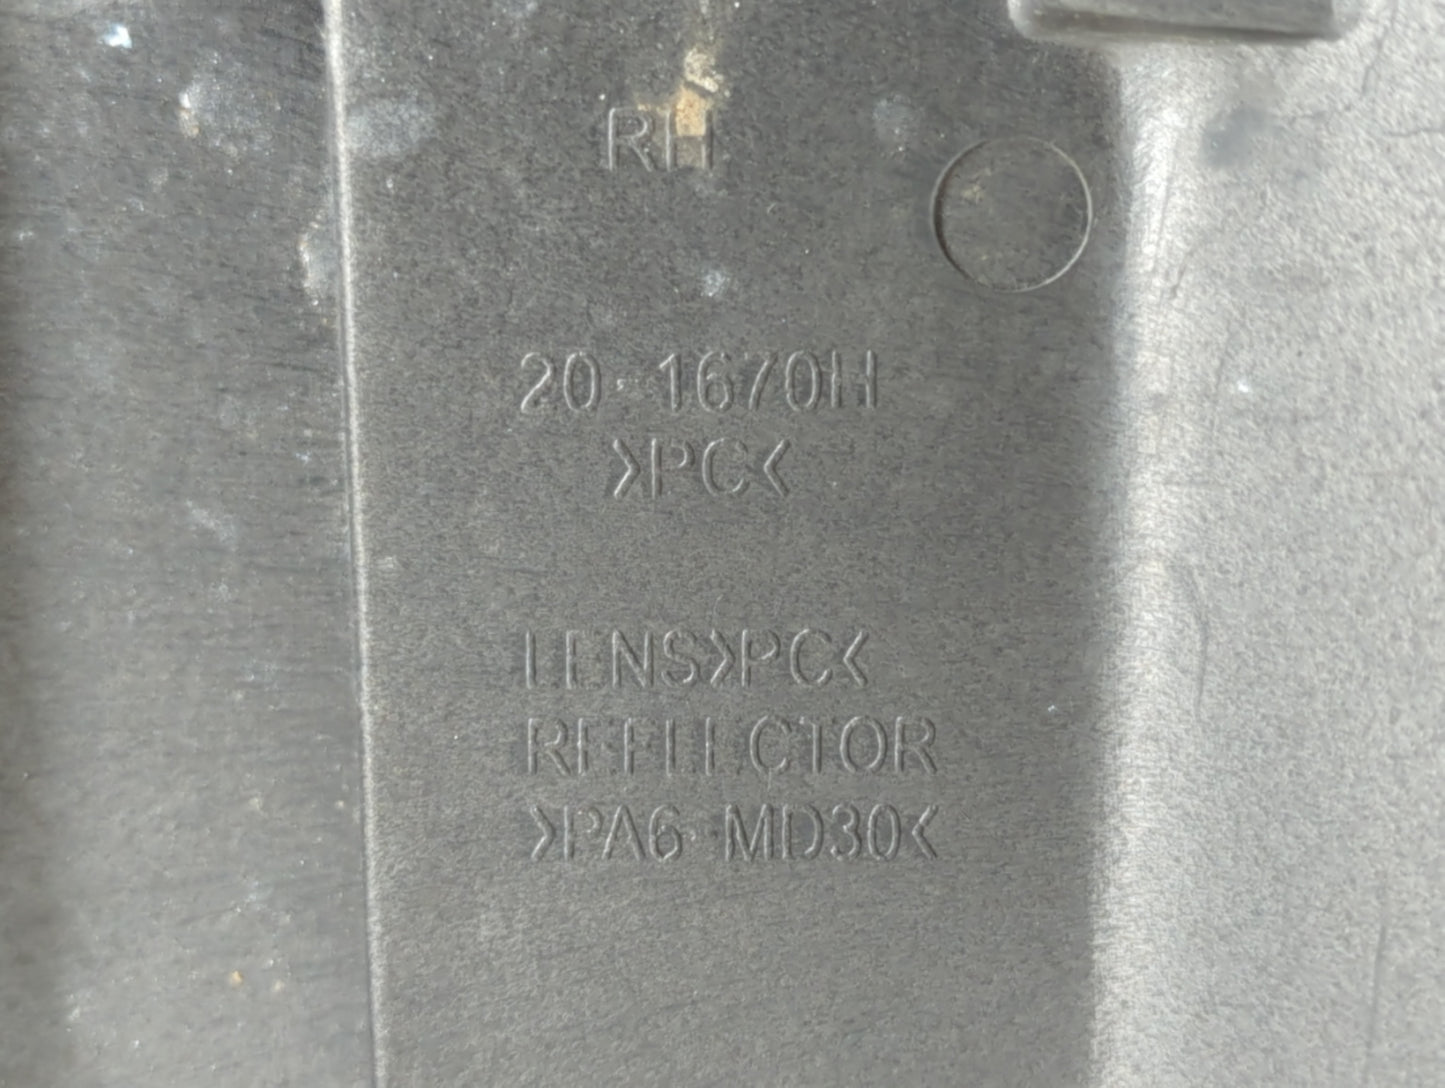 RH
20-1670H
>PC<
LENS>PC<
REFLECTOR
>PA6-MD30<